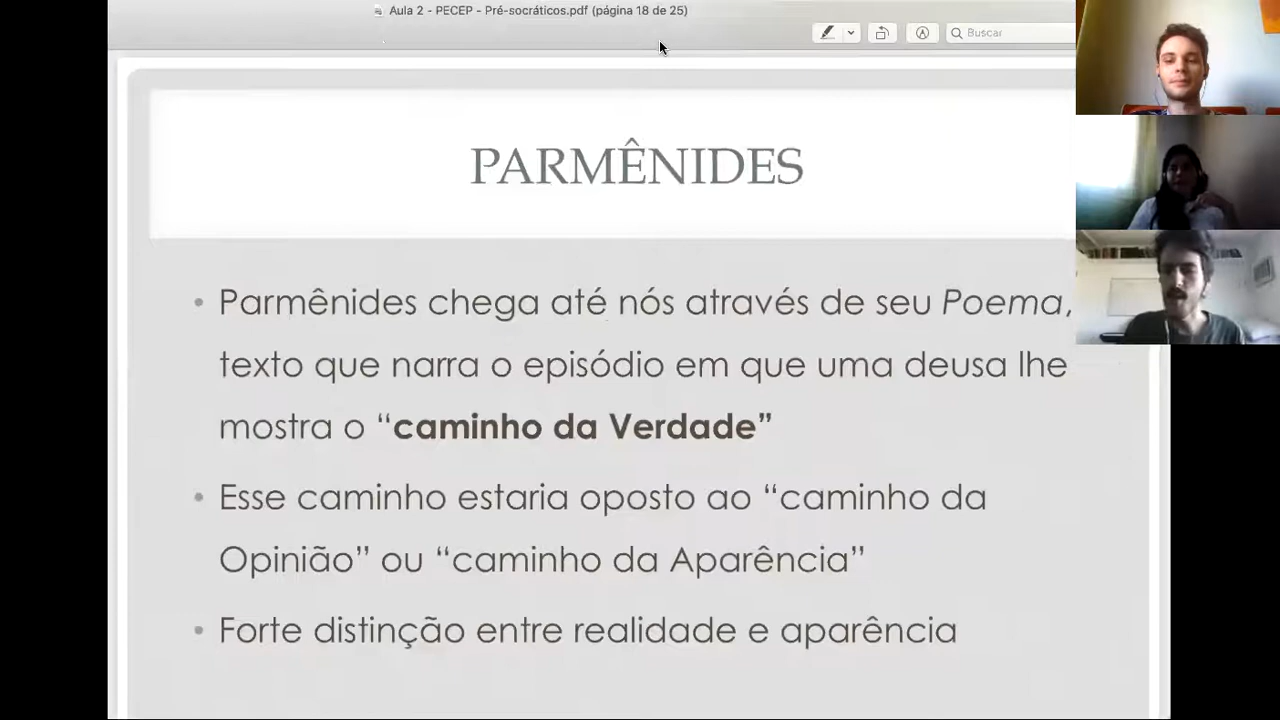 Aula 2 - PECEP - Pré-socráticos.pdf (página 18 de 25)
Buscar
PARMÊNIDES
• Parmênides chega até nós através de seu Poema,
texto que narra o episódio em que uma deusa lhe
mostra o “caminho da Verdade”
• Esse caminho estaria oposto ao “caminho da
Opinião” ou “caminho da Aparência”
• Forte distinção entre realidade e aparência